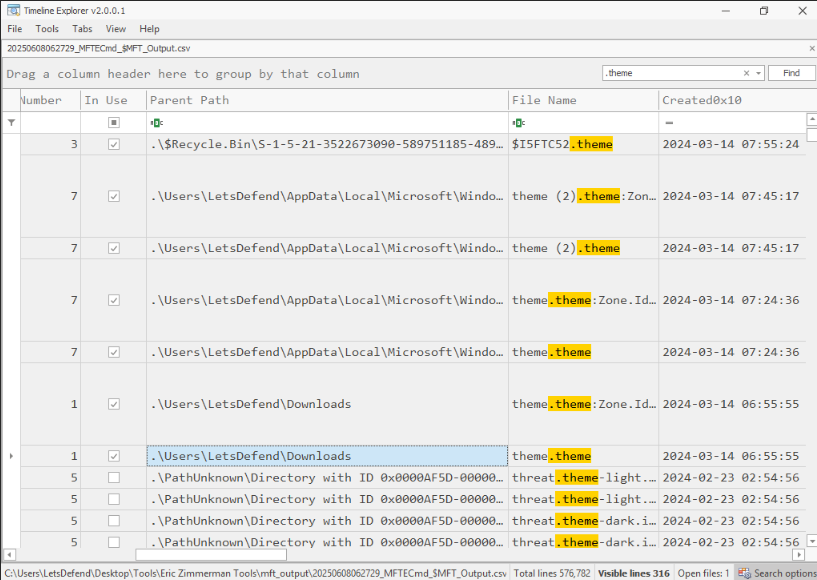 Timeline Explorer v2.0.0.1
File Tools Tabs View Help
20250608062729_MFTECmd_$MFT_Output.csv
Drag a column header here to group by that column .theme Find
Number In Use Parent Path File Name Created0x10
3 .\$Recycle.Bin\S-1-5-21-3522673090-589751185-489… $I5FTC52.theme 2024-03-14 07:55:24
7 .\Users\LetsDefend\AppData\Local\Microsoft\Windo… theme (2).theme:Zone… 2024-03-14 07:45:17
7 .\Users\LetsDefend\AppData\Local\Microsoft\Windo… theme (2).theme 2024-03-14 07:45:17
7 .\Users\LetsDefend\AppData\Local\Microsoft\Windo… theme.theme:Zone.Id… 2024-03-14 07:24:36
7 .\Users\LetsDefend\AppData\Local\Microsoft\Windo… theme.theme 2024-03-14 07:24:36
1 .\Users\LetsDefend\Downloads theme.theme:Zone.Id… 2024-03-14 06:55:55
1 .\Users\LetsDefend\Downloads theme.theme 2024-03-14 06:55:55
5 .\PathUnknown\Directory with ID 0x0000AF5D-00000… threat.theme-light.… 2024-02-23 02:54:56
5 .\PathUnknown\Directory with ID 0x0000AF5D-00000… threat.theme-light.… 2024-02-23 02:54:56
5 .\PathUnknown\Directory with ID 0x0000AF5D-00000… threat.theme-dark.i… 2024-02-23 02:54:56
5 .\PathUnknown\Directory with ID 0x0000AF5D-00000… threat.theme-dark.i… 2024-02-23 02:54:56
C:\Users\LetsDefend\Desktop\Tools\Eric Zimmerman Tools\mft_output\20250608062729_MFTECmd_$MFT_Output.csv Total lines 576,782 Visible lines 316 Open files: 1 Search options